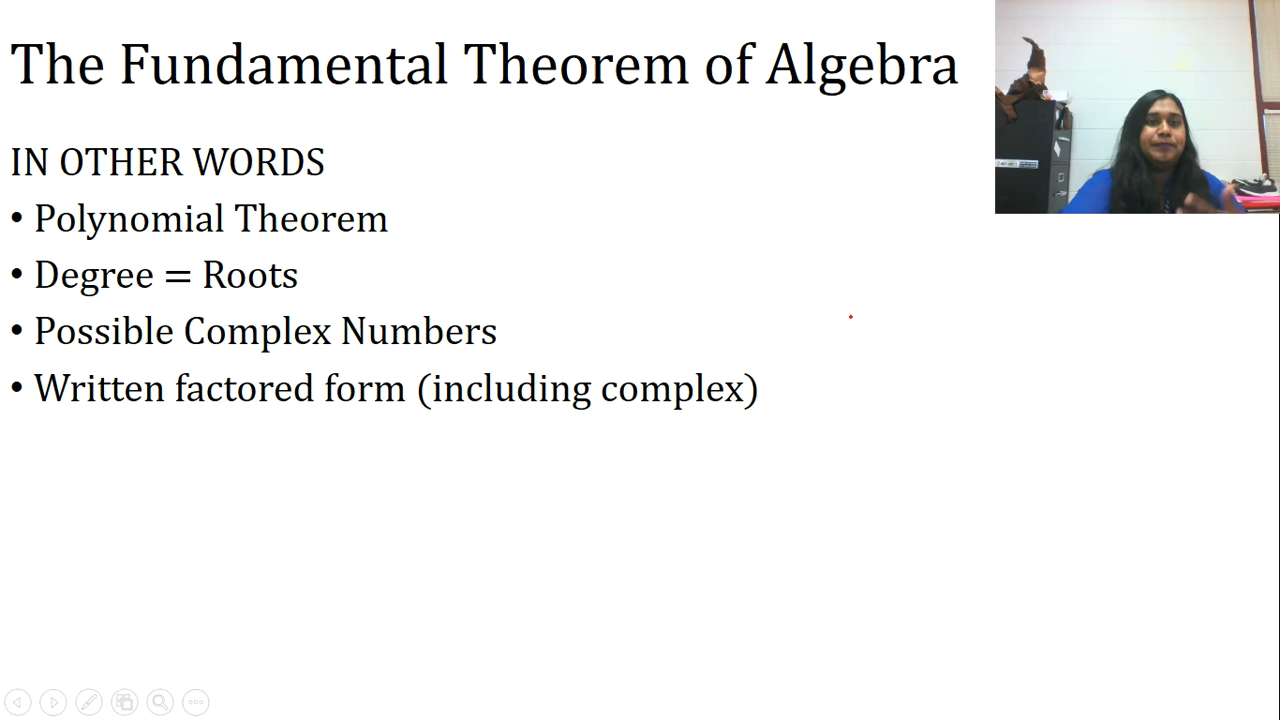 The Fundamental Theorem of Algebra
IN OTHER WORDS
• Polynomial Theorem
• Degree = Roots
• Possible Complex Numbers
• Written factored form (including complex)